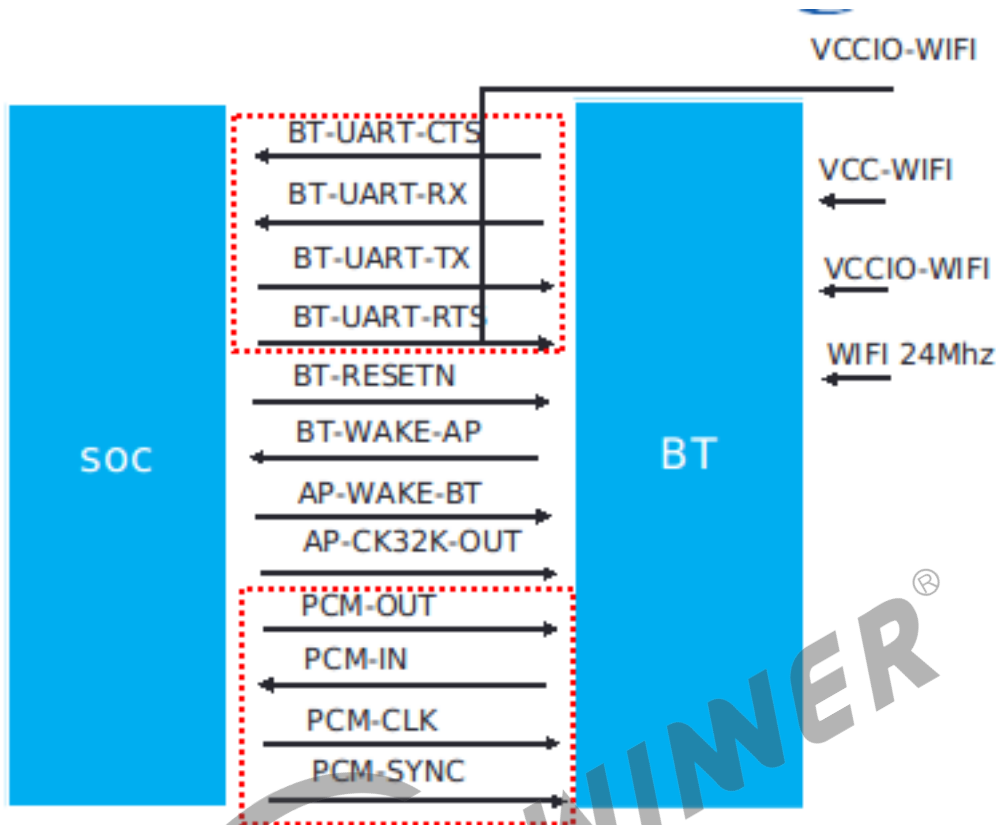 VCCIO-WIFI
BT-UART-CTS
BT-UART-RX
BT-UART-TX
BT-UART-RTS
BT-RESETN
BT-WAKE-AP
AP-WAKE-BT
AP-CK32K-OUT
PCM-OUT
PCM-IN
PCM-CLK
PCM-SYNC
soc
BT
VCC-WIFI
VCCIO-WIFI
WIFI 24Mhz
®